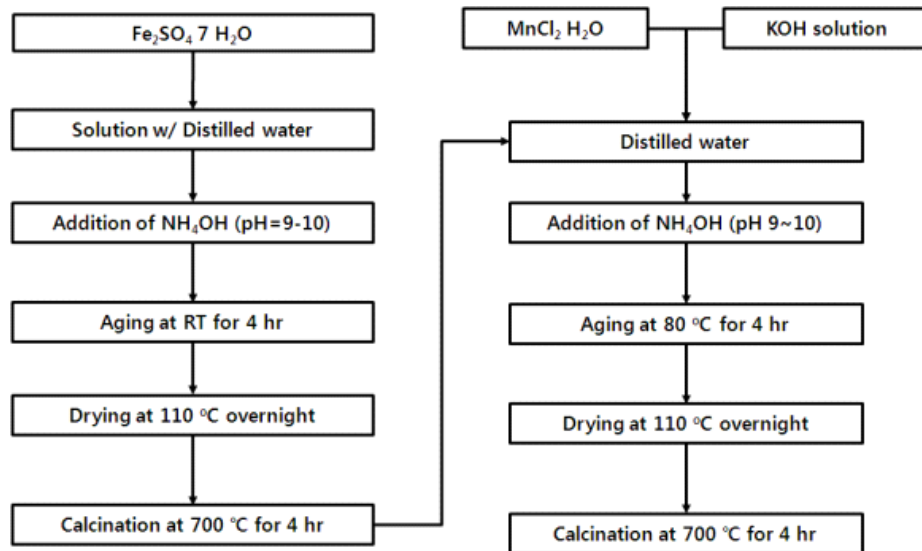 Fe₂SO₄ 7 H₂O
Solution w/ Distilled water
Addition of NH₄OH (pH=9-10)
Aging at RT for 4 hr
Drying at 110 ℃ overnight
Calcination at 700 ℃ for 4 hr
MnCl₂ H₂O
KOH solution
Distilled water
Addition of NH₄OH (pH 9~10)
Aging at 80 ℃ for 4 hr
Drying at 110 ℃ overnight
Calcination at 700 ℃ for 4 hr